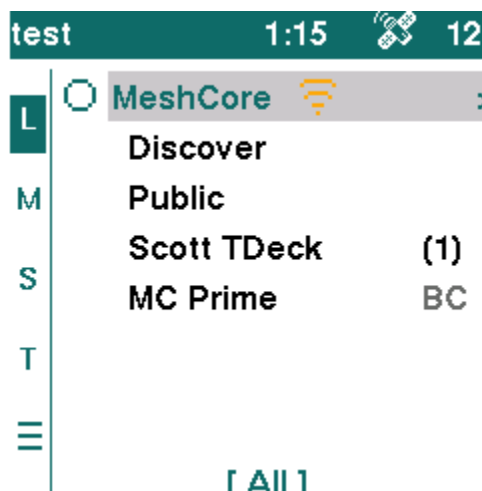 test 1:15 12
L
MeshCore
Discover
M
Public
Scott TDeck (1)
S
MC Prime BC
T
[ All ]